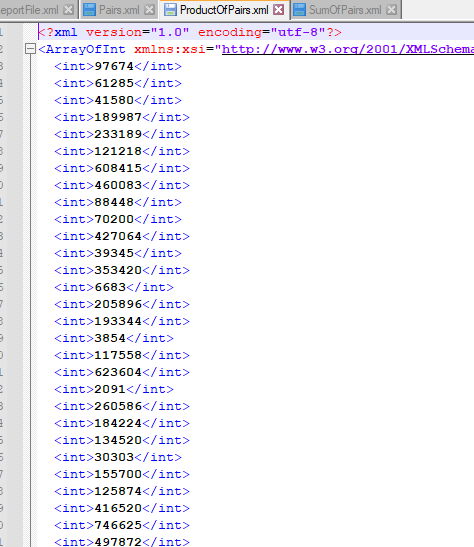 eportFile.xml Pairs.xml ProductOfPairs.xml SumOfPairs.xml
1 <?xml version="1.0" encoding="utf-8"?>
2 <ArrayOfInt xmlns:xsi="http://www.w3.org/2001/XMLSchema
3 <int>97674</int>
4 <int>61285</int>
5 <int>41580</int>
6 <int>189987</int>
7 <int>233189</int>
8 <int>121218</int>
9 <int>608415</int>
0 <int>460083</int>
1 <int>88448</int>
2 <int>70200</int>
3 <int>427064</int>
4 <int>39345</int>
5 <int>353420</int>
6 <int>6683</int>
7 <int>205896</int>
8 <int>193344</int>
9 <int>3854</int>
0 <int>117558</int>
1 <int>623604</int>
2 <int>2091</int>
3 <int>260586</int>
4 <int>184224</int>
5 <int>134520</int>
6 <int>30303</int>
7 <int>155700</int>
8 <int>125874</int>
9 <int>416520</int>
0 <int>746625</int>
1 <int>497872</int>